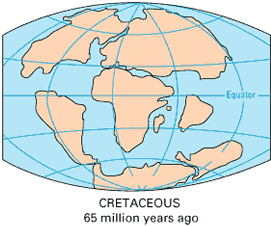 Equator
CRETACEOUS
65 million years ago